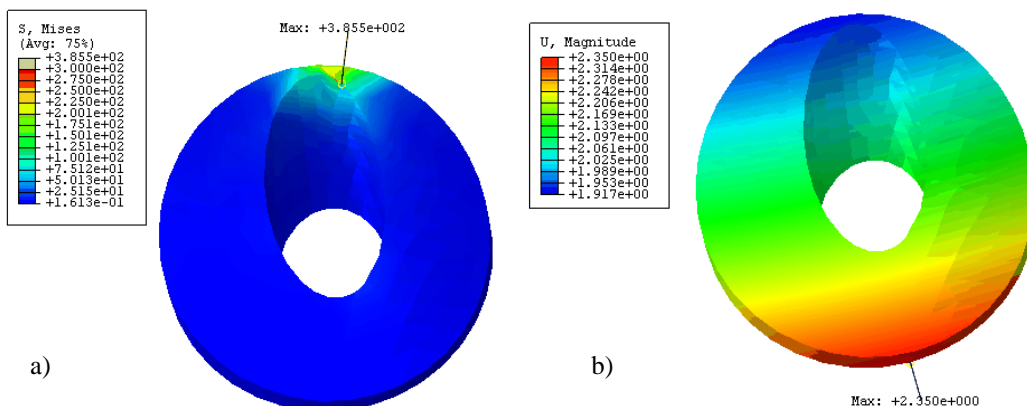 S, Mises
(Avg: 75%)
+3.855e+02
+3.000e+02
+2.750e+02
+2.500e+02
+2.250e+02
+2.001e+02
+1.751e+02
+1.501e+02
+1.251e+02
+1.001e+02
+7.512e+01
+5.013e+01
+2.515e+01
+1.613e-01
Max: +3.855e+002
a)
U, Magnitude
+2.350e+00
+2.314e+00
+2.278e+00
+2.242e+00
+2.206e+00
+2.169e+00
+2.133e+00
+2.097e+00
+2.061e+00
+2.025e+00
+1.989e+00
+1.953e+00
+1.917e+00
b)
Max: +2.350e+000